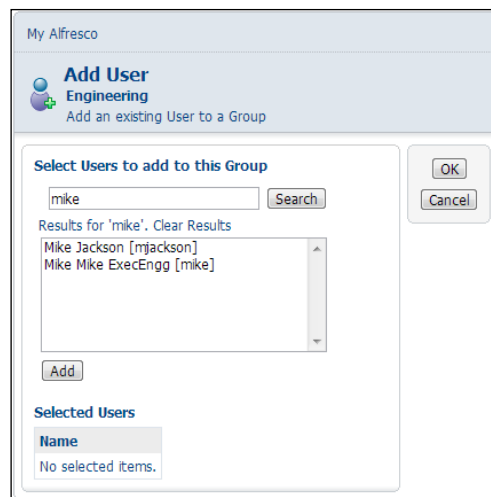 My Alfresco
Add User
Engineering
Add an existing User to a Group
Select Users to add to this Group
mike Search
Results for 'mike'. Clear Results
Mike Jackson [mjackson]
Mike Mike ExecEngg [mike]
Add
Selected Users
Name
No selected items.
OK
Cancel